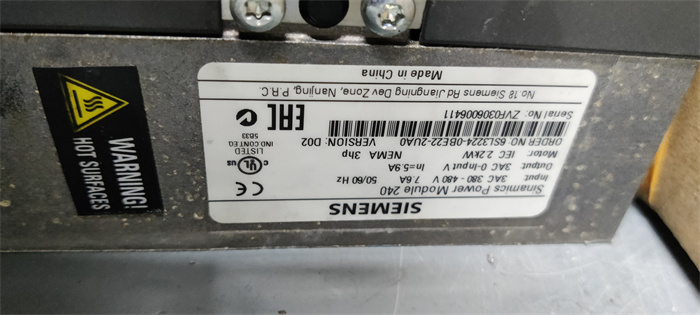 SIEMENS
Sinamics Power Module 240
Input: 3AC 380 - 480 V 7.6A 50/60 Hz
Output: 3AC 0-Input V In=5.9A
Motor: IEC 2.2kW NEMA 3hp
ORDER NO. 6SL3224-0BE22-2UA0 VERSION: D02
Serial No.: ZVF0306006411
No.18 Siemens Rd Jiangning Dev Zone, Nanjing, P.R.C.
Made in China
CE
UL
US
LISTED
IND.CONT.EQ.
5B33
EAC
WARNING!
HOT SURFACES